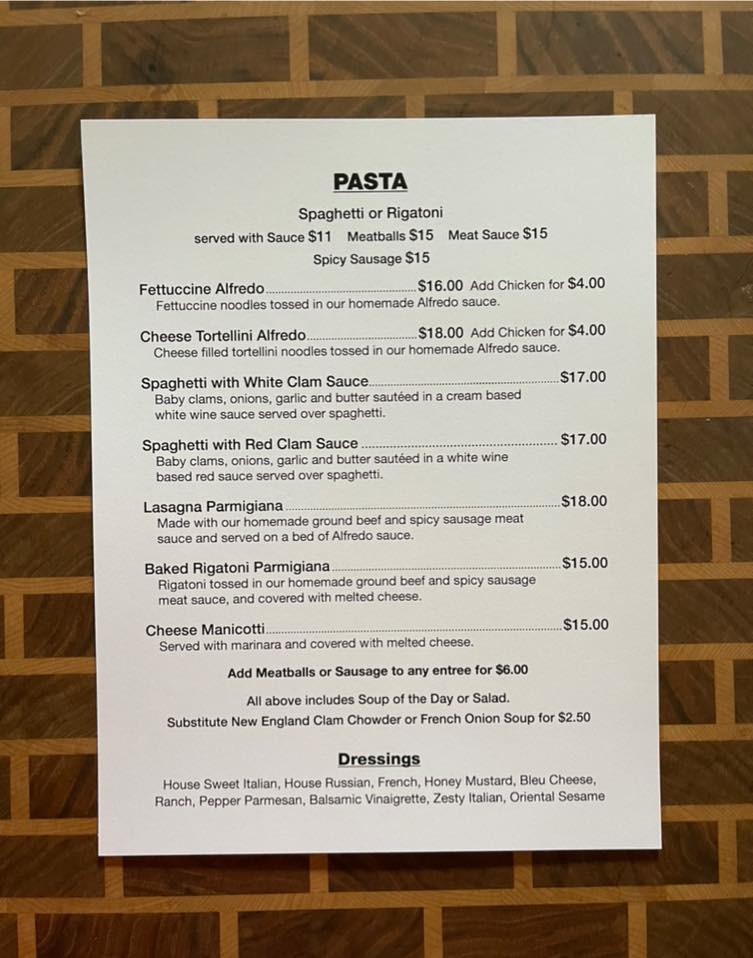 PASTA
Spaghetti or Rigatoni
served with Sauce $11 Meatballs $15 Meat Sauce $15
Spicy Sausage $15
Fettuccine Alfredo..............................$16.00 Add Chicken for $4.00
Fettuccine noodles tossed in our homemade Alfredo sauce.
Cheese Tortellini Alfredo......................$18.00 Add Chicken for $4.00
Cheese filled tortellini noodles tossed in our homemade Alfredo sauce.
Spaghetti with White Clam Sauce......................................$17.00
Baby clams, onions, garlic and butter sautéed in a cream based
white wine sauce served over spaghetti.
Spaghetti with Red Clam Sauce ...................................... $17.00
Baby clams, onions, garlic and butter sautéed in a white wine
based red sauce served over spaghetti.
Lasagna Parmigiana ......................................................$18.00
Made with our homemade ground beef and spicy sausage meat
sauce and served on a bed of Alfredo sauce.
Baked Rigatoni Parmigiana..............................................$15.00
Rigatoni tossed in our homemade ground beef and spicy sausage
meat sauce, and covered with melted cheese.
Cheese Manicotti...........................................................$15.00
Served with marinara and covered with melted cheese.
Add Meatballs or Sausage to any entree for $6.00
All above includes Soup of the Day or Salad.
Substitute New England Clam Chowder or French Onion Soup for $2.50
Dressings
House Sweet Italian, House Russian, French, Honey Mustard, Bleu Cheese,
Ranch, Pepper Parmesan, Balsamic Vinaigrette, Zesty Italian, Oriental Sesame